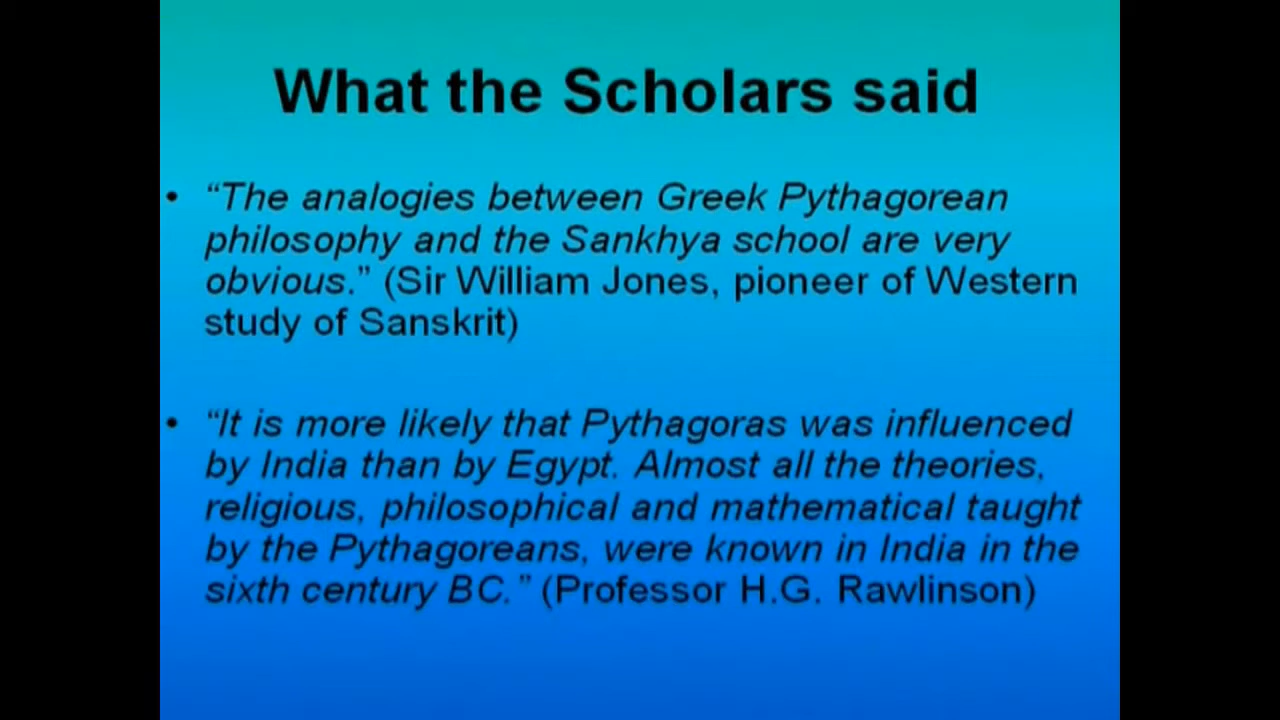 What the Scholars said
• “The analogies between Greek Pythagorean
philosophy and the Sankhya school are very
obvious.” (Sir William Jones, pioneer of Western
study of Sanskrit)
• “It is more likely that Pythagoras was influenced
by India than by Egypt. Almost all the theories,
religious, philosophical and mathematical taught
by the Pythagoreans, were known in India in the
sixth century BC.” (Professor H.G. Rawlinson)